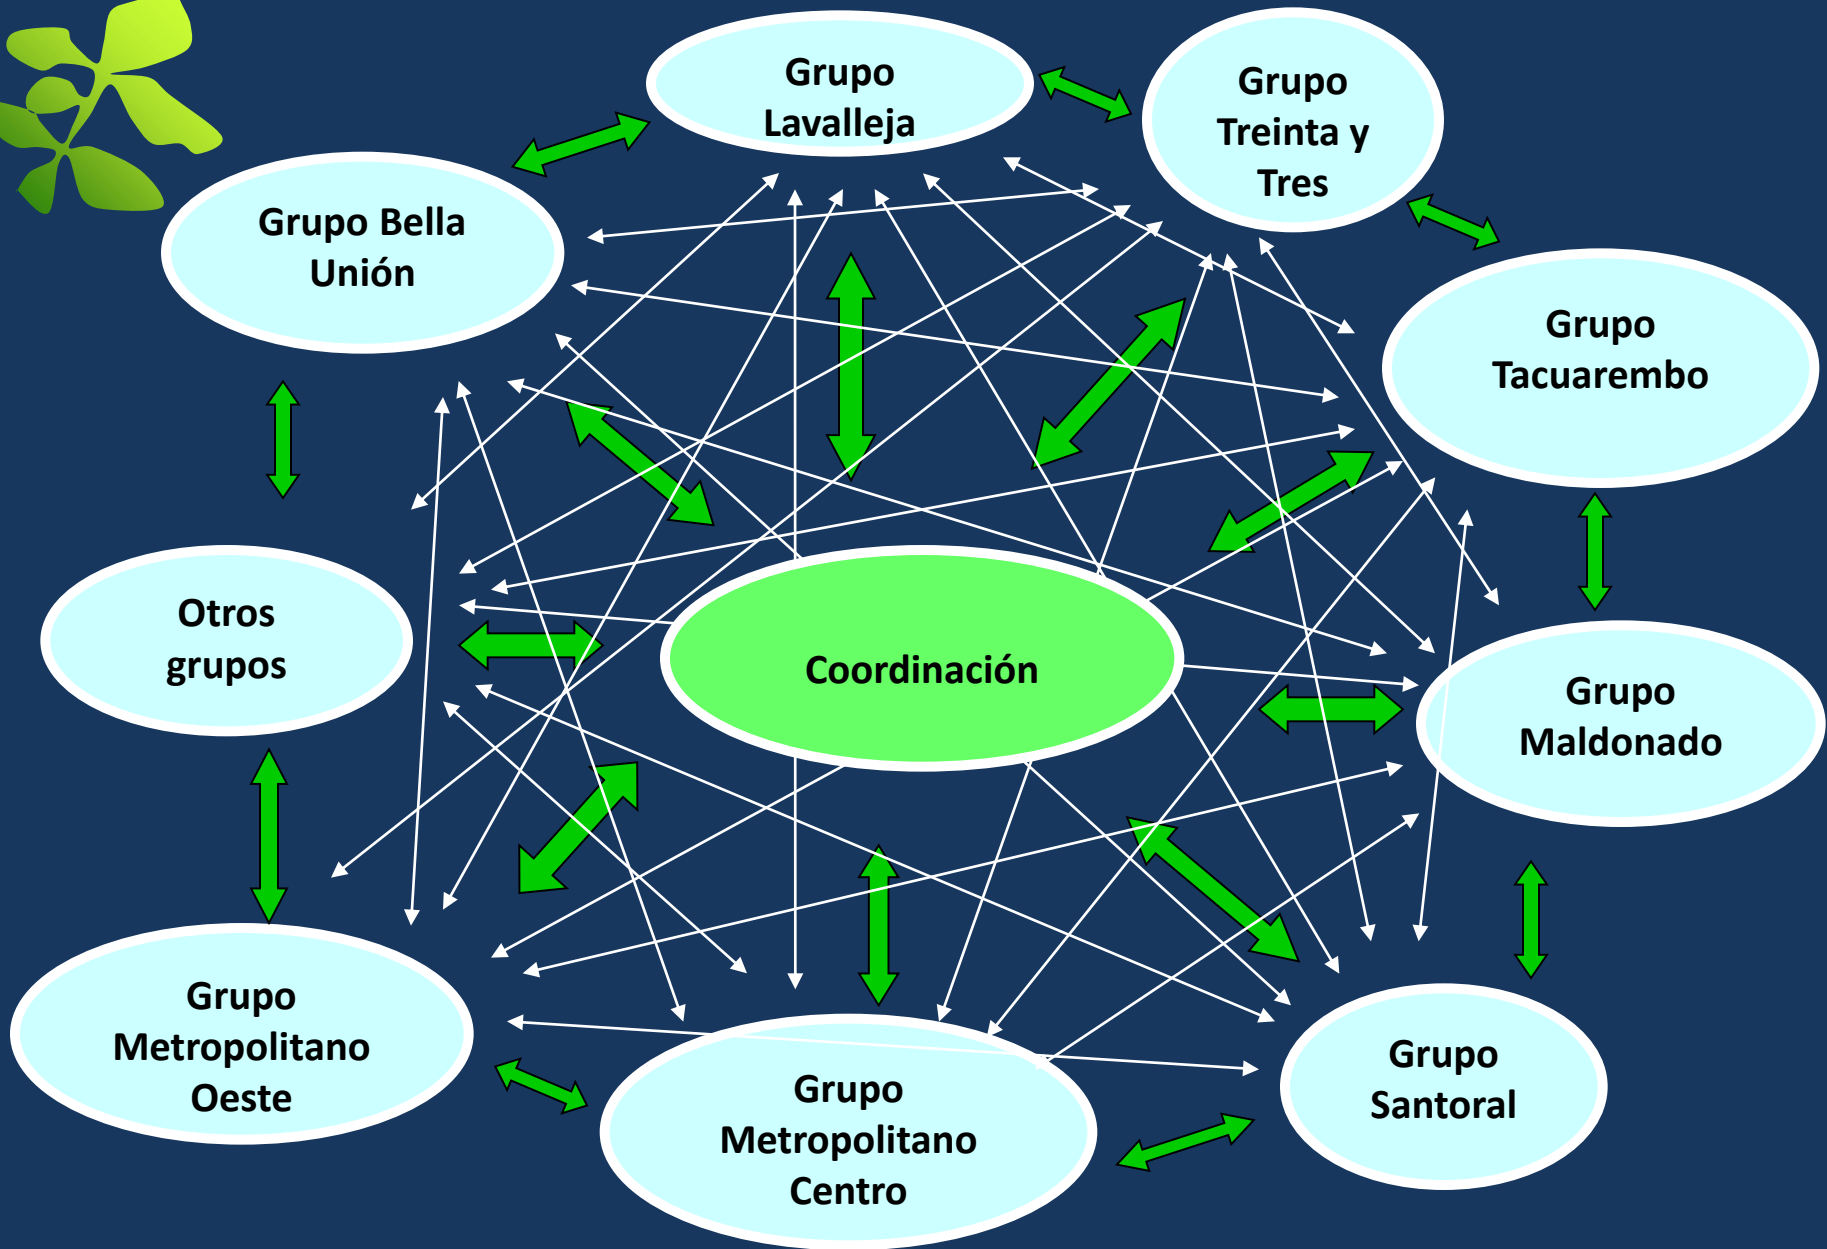 Grupo
Lavalleja
Grupo
Treinta y
Tres
Grupo Bella
Unión
Grupo
Tacuarembo
Otros
grupos
Coordinación
Grupo
Maldonado
Grupo
Metropolitano
Oeste
Grupo
Metropolitano
Centro
Grupo
Santoral